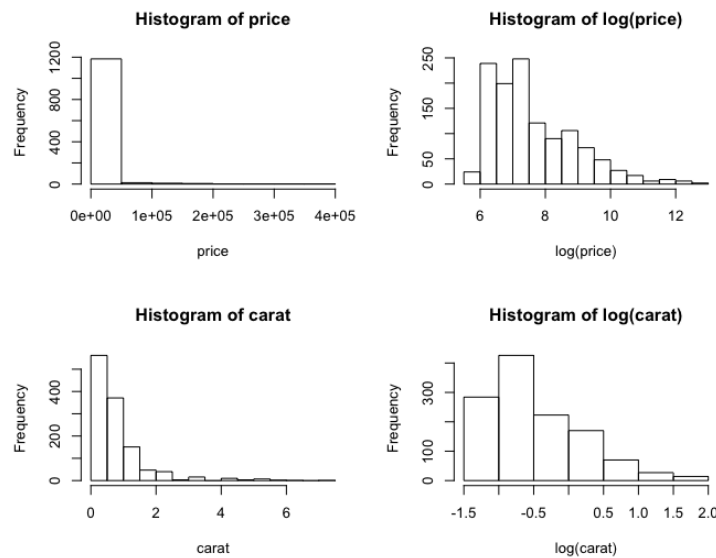 Histogram of price
Frequency
0 400 800 1200
0e+00 1e+05 2e+05 3e+05 4e+05
price
Histogram of log(price)
Frequency
0 50 150 250
6 8 10 12
log(price)
Histogram of carat
Frequency
0 200 400
0 2 4 6
carat
Histogram of log(carat)
Frequency
0 100 300
-1.5 -0.5 0.5 1.0 1.5 2.0
log(carat)